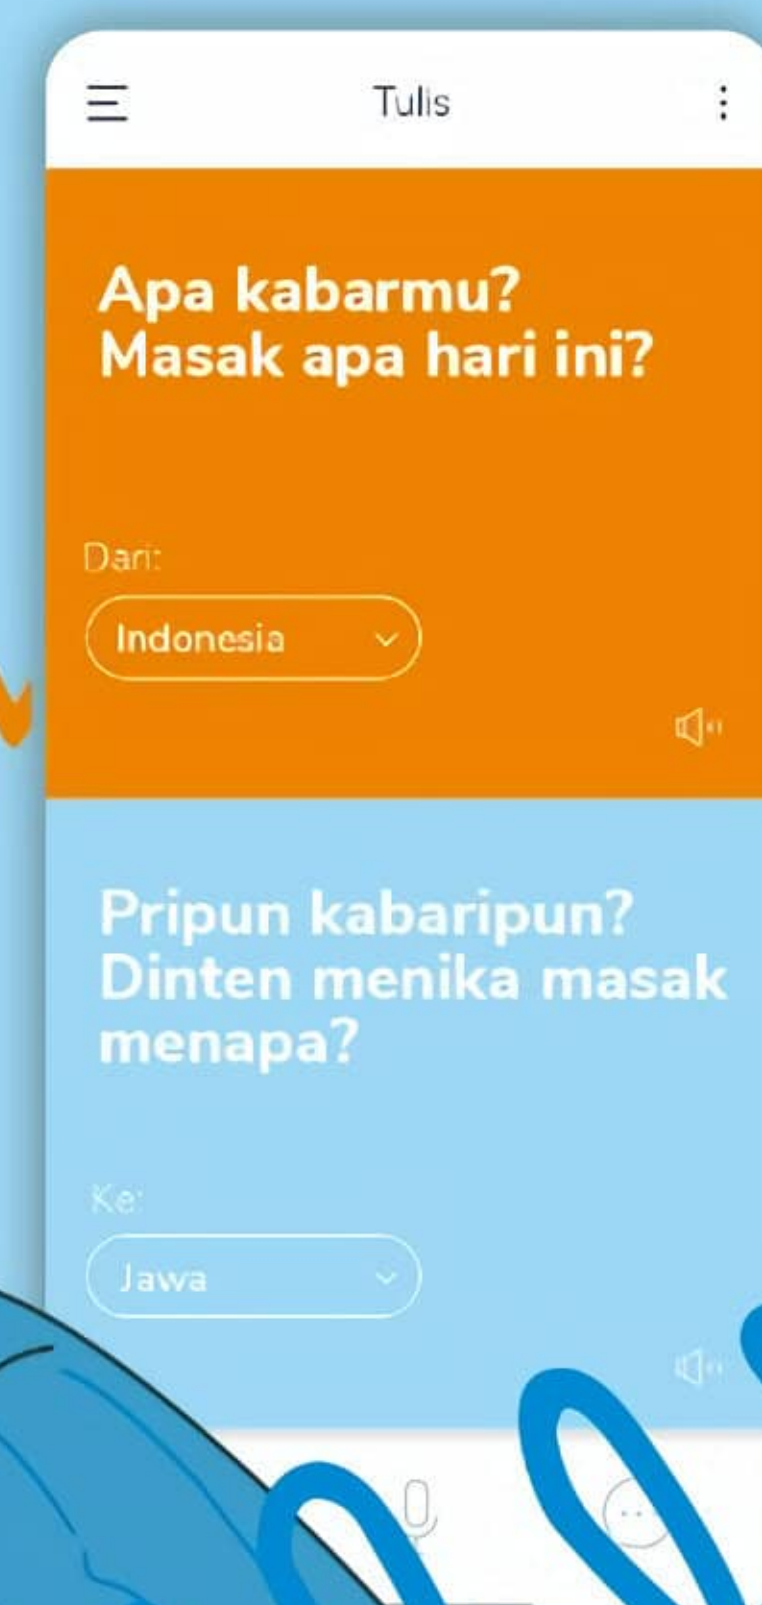 Tulis
Apa kabarmu?
Masak apa hari ini?
Dari:
Indonesia
Pripun kabaripun?
Dinten menika masak
menapa?
Ke:
Jawa